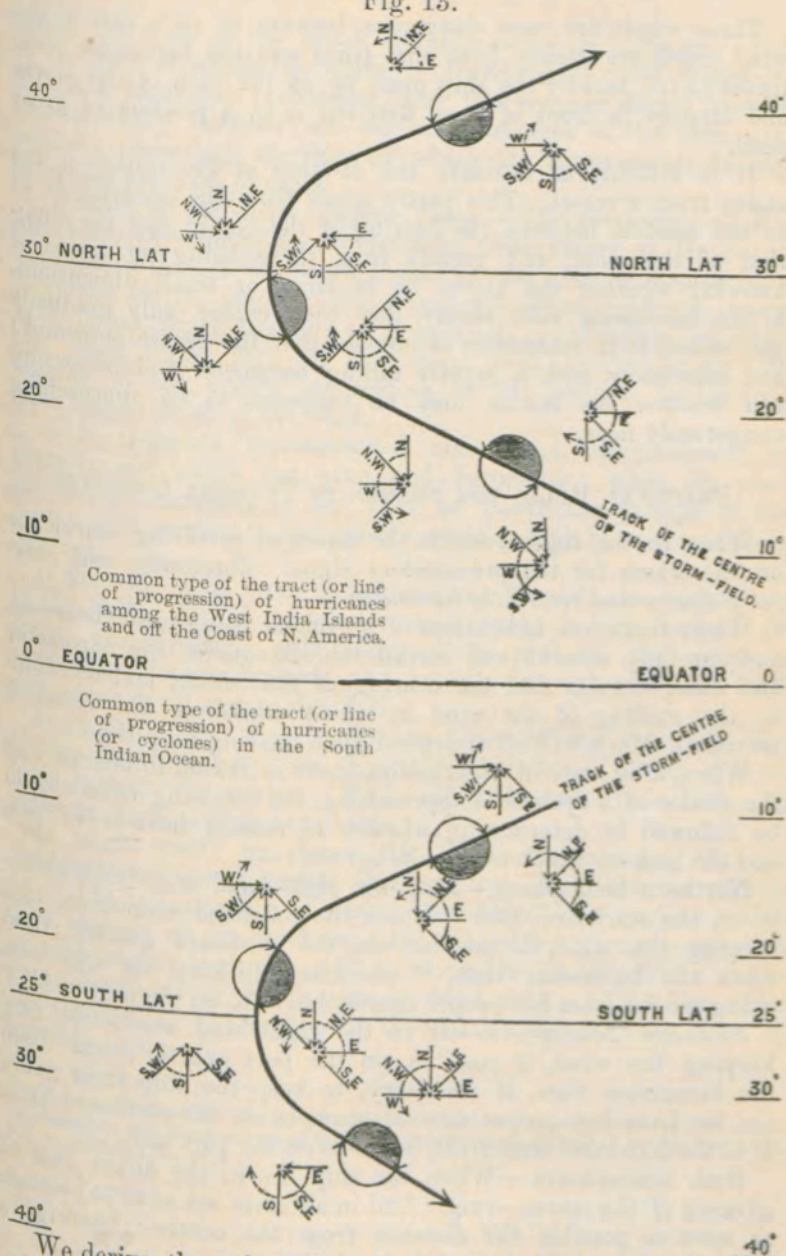 Fig. 15.
N N.E E
40° 40°
W S.W S S.E
N.W N N.E
E S.W S S.E
30° NORTH LAT NORTH LAT 30°
N.E E S.W S S.E
N.W N N.E W
20° 20°
N.E E S S.E
N N.W W S.W
TRACK OF THE CENTRE
OF THE STORM-FIELD.
10° 10°
N.W N W S.W
Common type of the tract (or line
of progression) of hurricanes
among the West India Islands
and off the Coast of N. America.
0° EQUATOR EQUATOR 0
Common type of the tract (or line
of progression) of hurricanes
(or cyclones) in the South
Indian Ocean.
TRACK OF THE CENTRE
OF THE STORM-FIELD
W S.W S S.E
10° 10°
W S.W S S.E
N N.E E S.E
N N.E E S.E
20° 20°
25° SOUTH LAT SOUTH LAT 25°
N.W N N.E E S.E
S.W S S.E
30° 30°
N.W N N.E W E
E S S.E
40° 40°
We derive